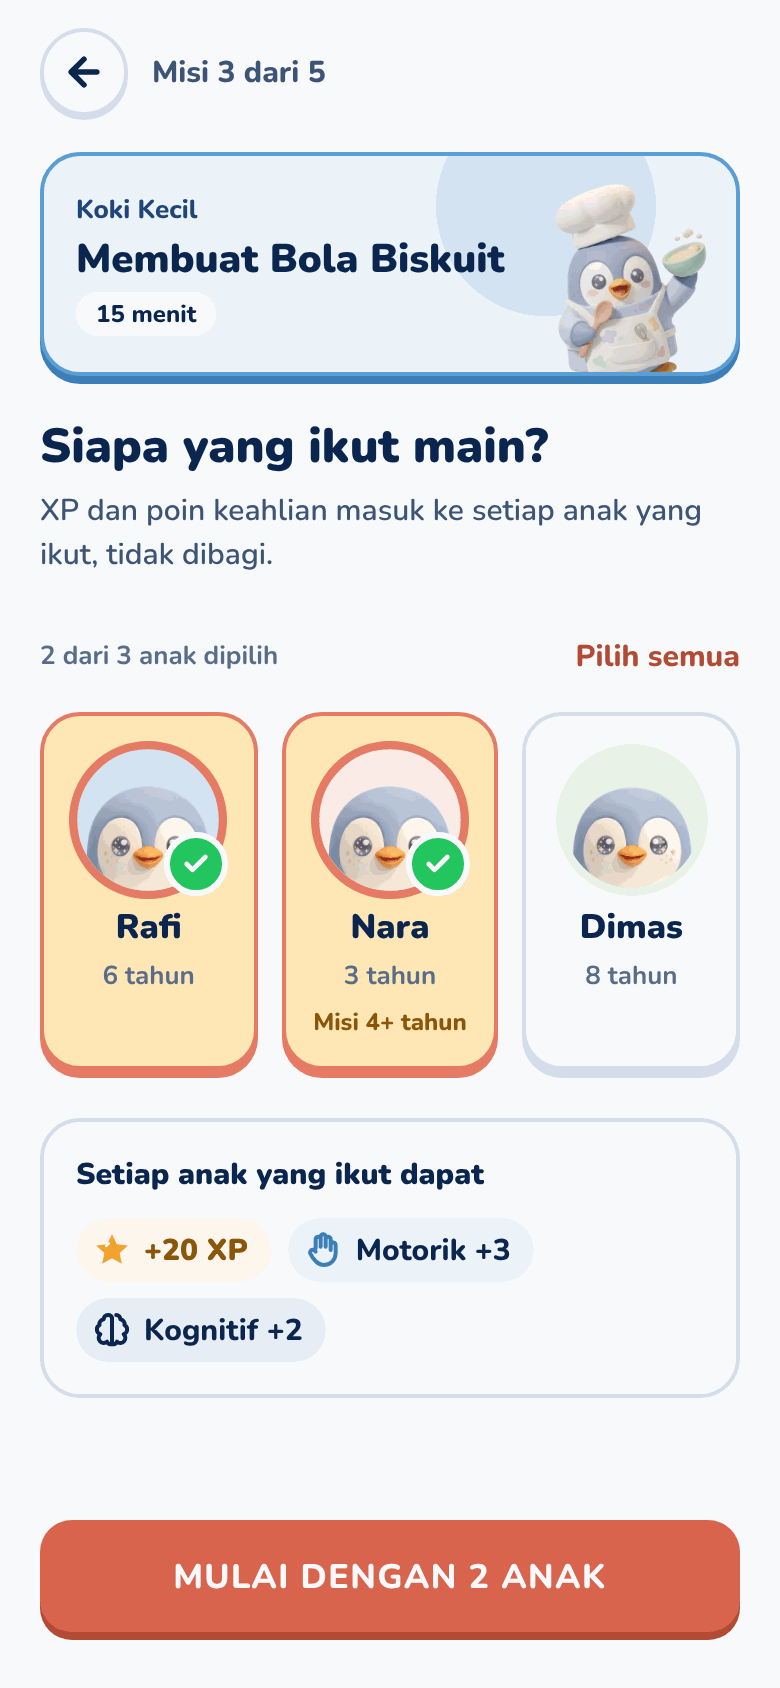 Misi 3 dari 5
Koki Kecil
Membuat Bola Biskuit
15 menit
Siapa yang ikut main?
XP dan poin keahlian masuk ke setiap anak yang
ikut, tidak dibagi.
2 dari 3 anak dipilih
Pilih semua
Rafi
6 tahun
Nara
3 tahun
Misi 4+ tahun
Dimas
8 tahun
Setiap anak yang ikut dapat
+20 XP
Motorik +3
Kognitif +2
MULAI DENGAN 2 ANAK